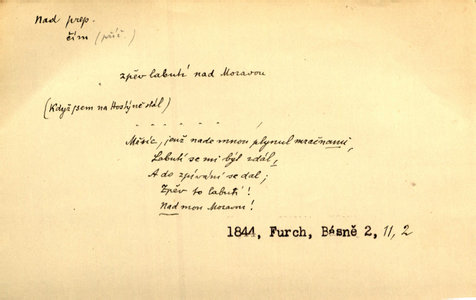 Nad prep.
čím (příč.)
zpěv labutí nad Moravou
(Když jsem na Hostýně stál)
. . . . . . ,
Měsíc, jenž nade mnou plynul mračnami,
Labutí se mi být zdál,
A do zpívání se dal;
Zpěv to labutí!
Nad mou Moravou!
1844, Furch, Básně 2, 11, 2